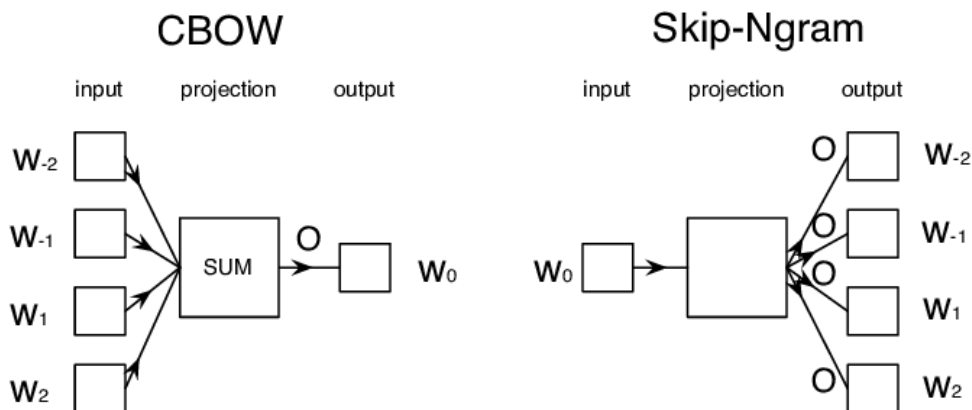 CBOW
input projection output
W-2
W-1
W1
W2
SUM
O
W0
Skip-Ngram
input projection output
W0
O
O
O
O
W-2
W-1
W1
W2